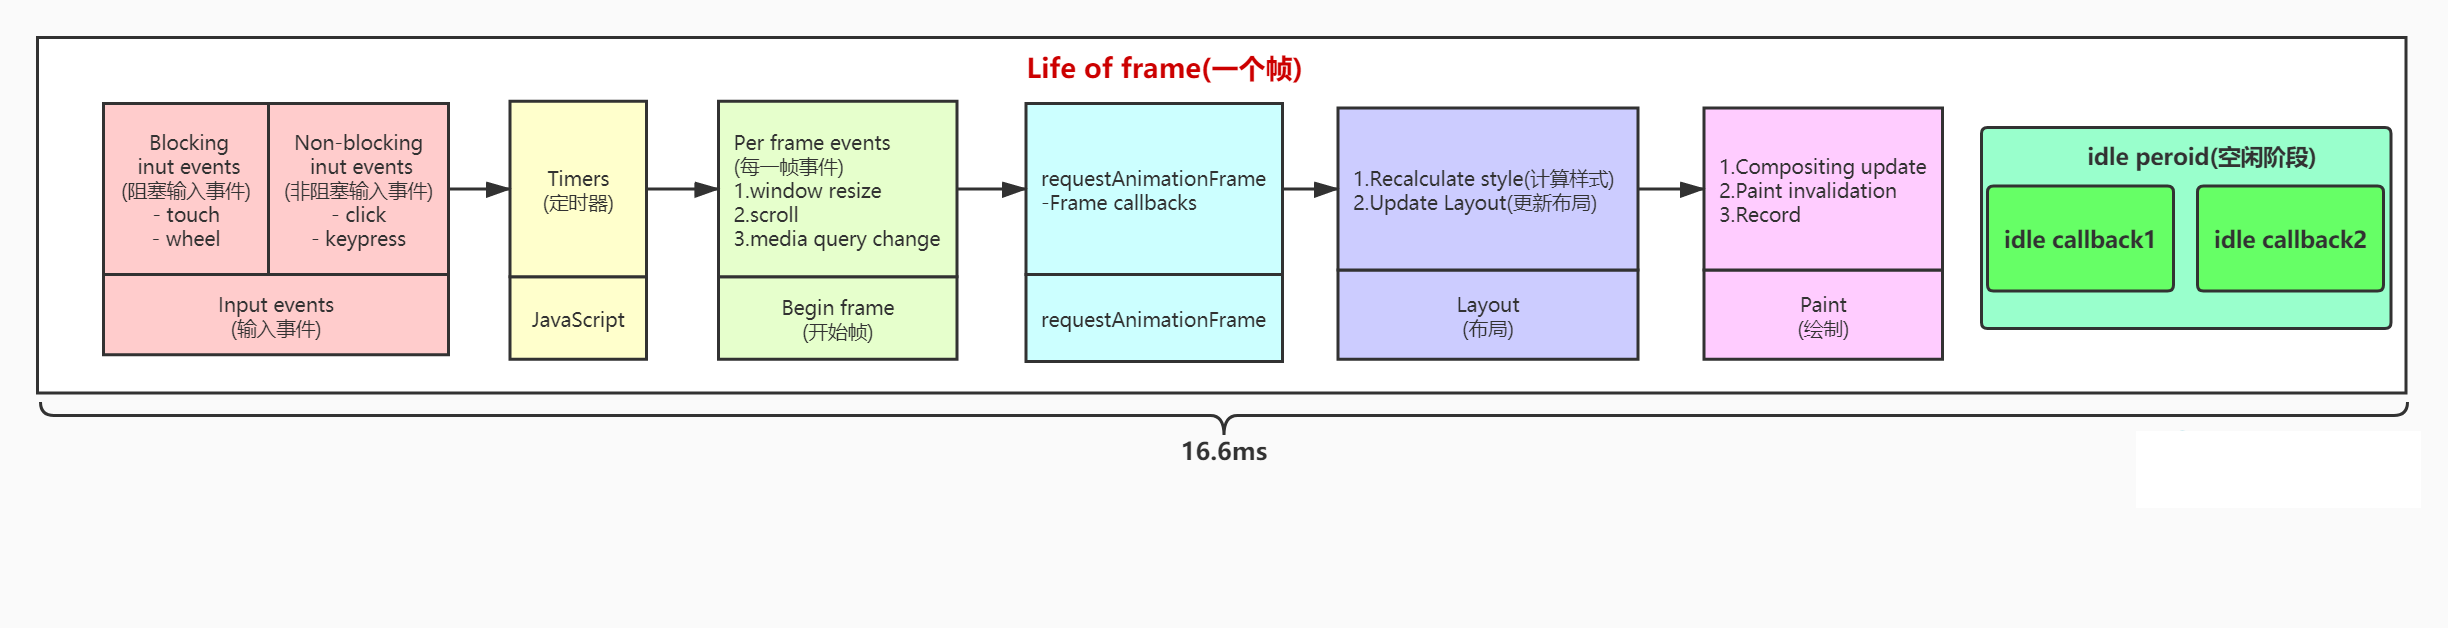 Life of frame(一个帧)
Blocking
inut events
(阻塞输入事件)
- touch
- wheel
Non-blocking
inut events
(非阻塞输入事件)
- click
- keypress
Input events
(输入事件)
Timers
(定时器)
JavaScript
Per frame events
(每一帧事件)
1.window resize
2.scroll
3.media query change
Begin frame
(开始帧)
requestAnimationFrame
-Frame callbacks
requestAnimationFrame
1.Recalculate style(计算样式)
2.Update Layout(更新布局)
Layout
(布局)
1.Compositing update
2.Paint invalidation
3.Record
Paint
(绘制)
idle peroid(空闲阶段)
idle callback1
idle callback2
16.6ms